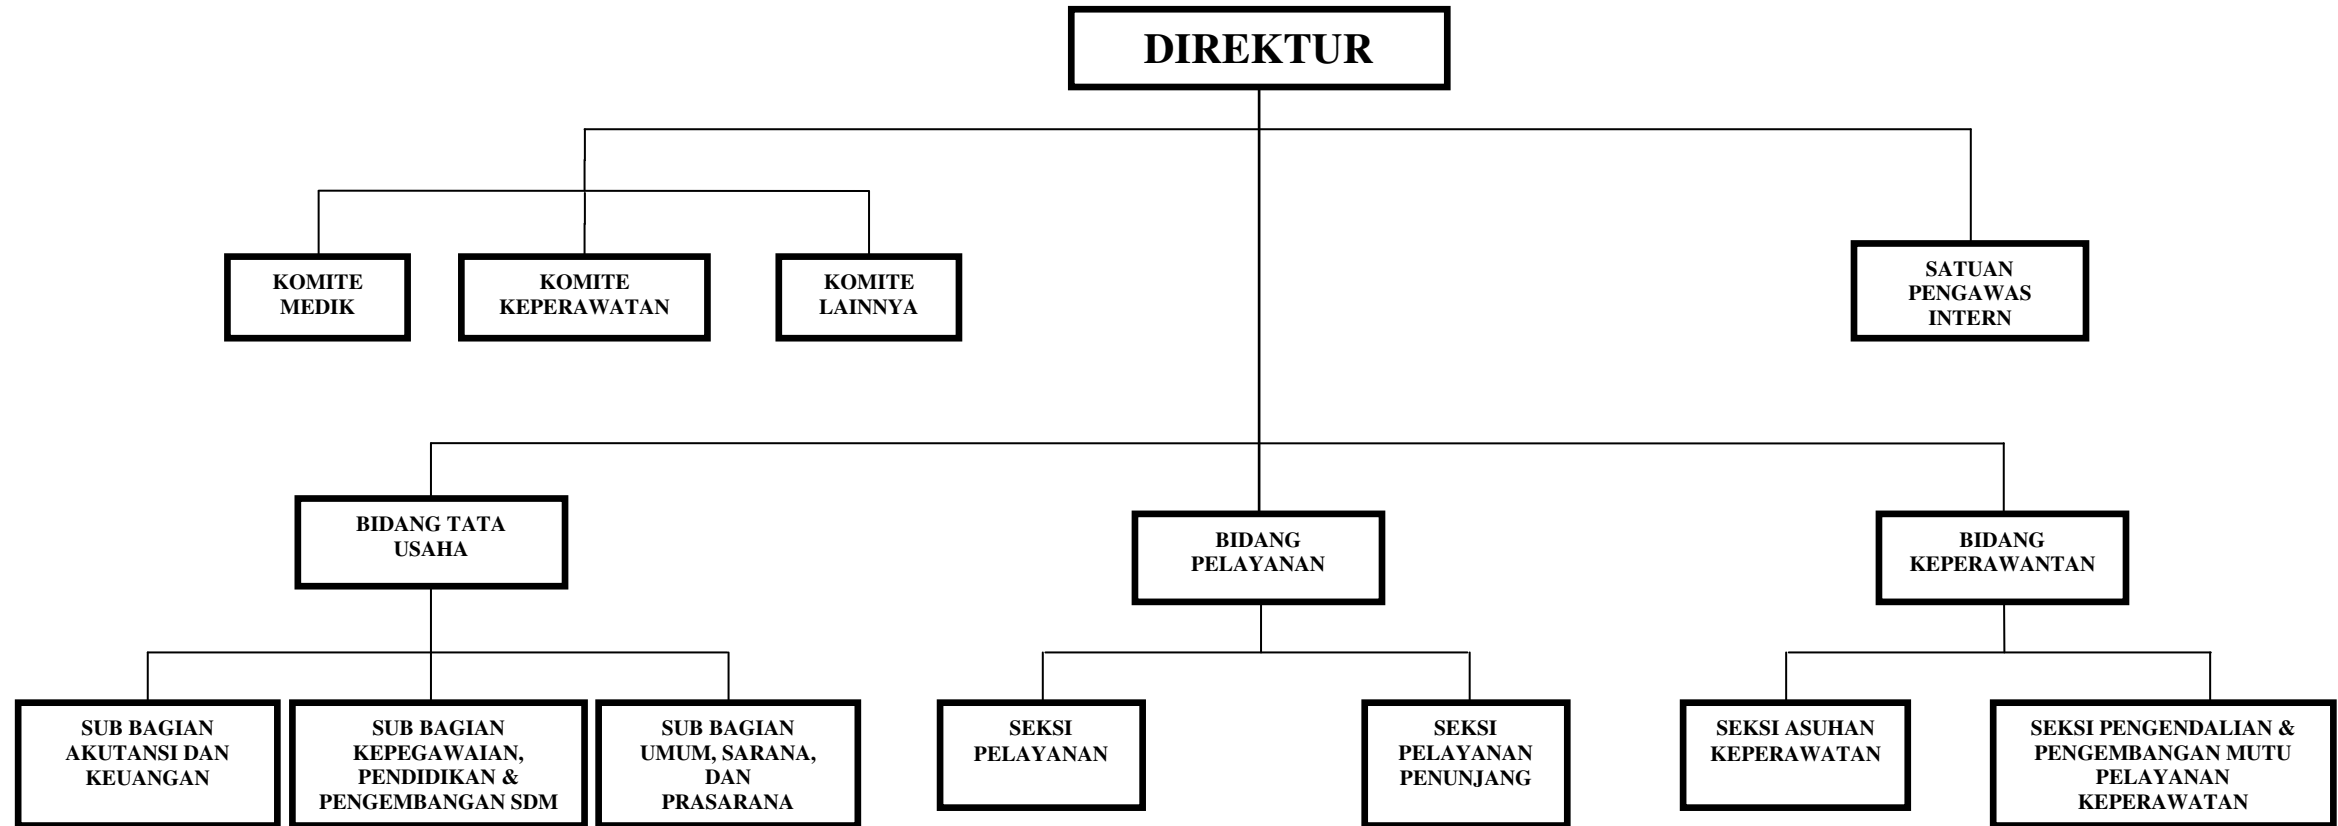 DIREKTUR
KOMITE
MEDIK
KOMITE
KEPERAWATAN
KOMITE
LAINNYA
SATUAN
PENGAWAS
INTERN
BIDANG TATA
USAHA
BIDANG
PELAYANAN
BIDANG
KEPERAWANTAN
SUB BAGIAN
AKUTANSI DAN
KEUANGAN
SUB BAGIAN
KEPEGAWAIAN,
PENDIDIKAN &
PENGEMBANGAN SDM
SUB BAGIAN
UMUM, SARANA,
DAN
PRASARANA
SEKSI
PELAYANAN
SEKSI
PELAYANAN
PENUNJANG
SEKSI ASUHAN
KEPERAWATAN
SEKSI PENGENDALIAN &
PENGEMBANGAN MUTU
PELAYANAN
KEPERAWATAN